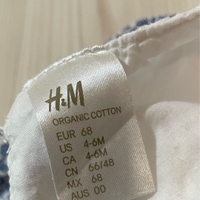 H&M
ORGANIC COTTON
EUR 68
US 4-6M
CA 4-6M
CN 66/48
MX 68
AUS 00